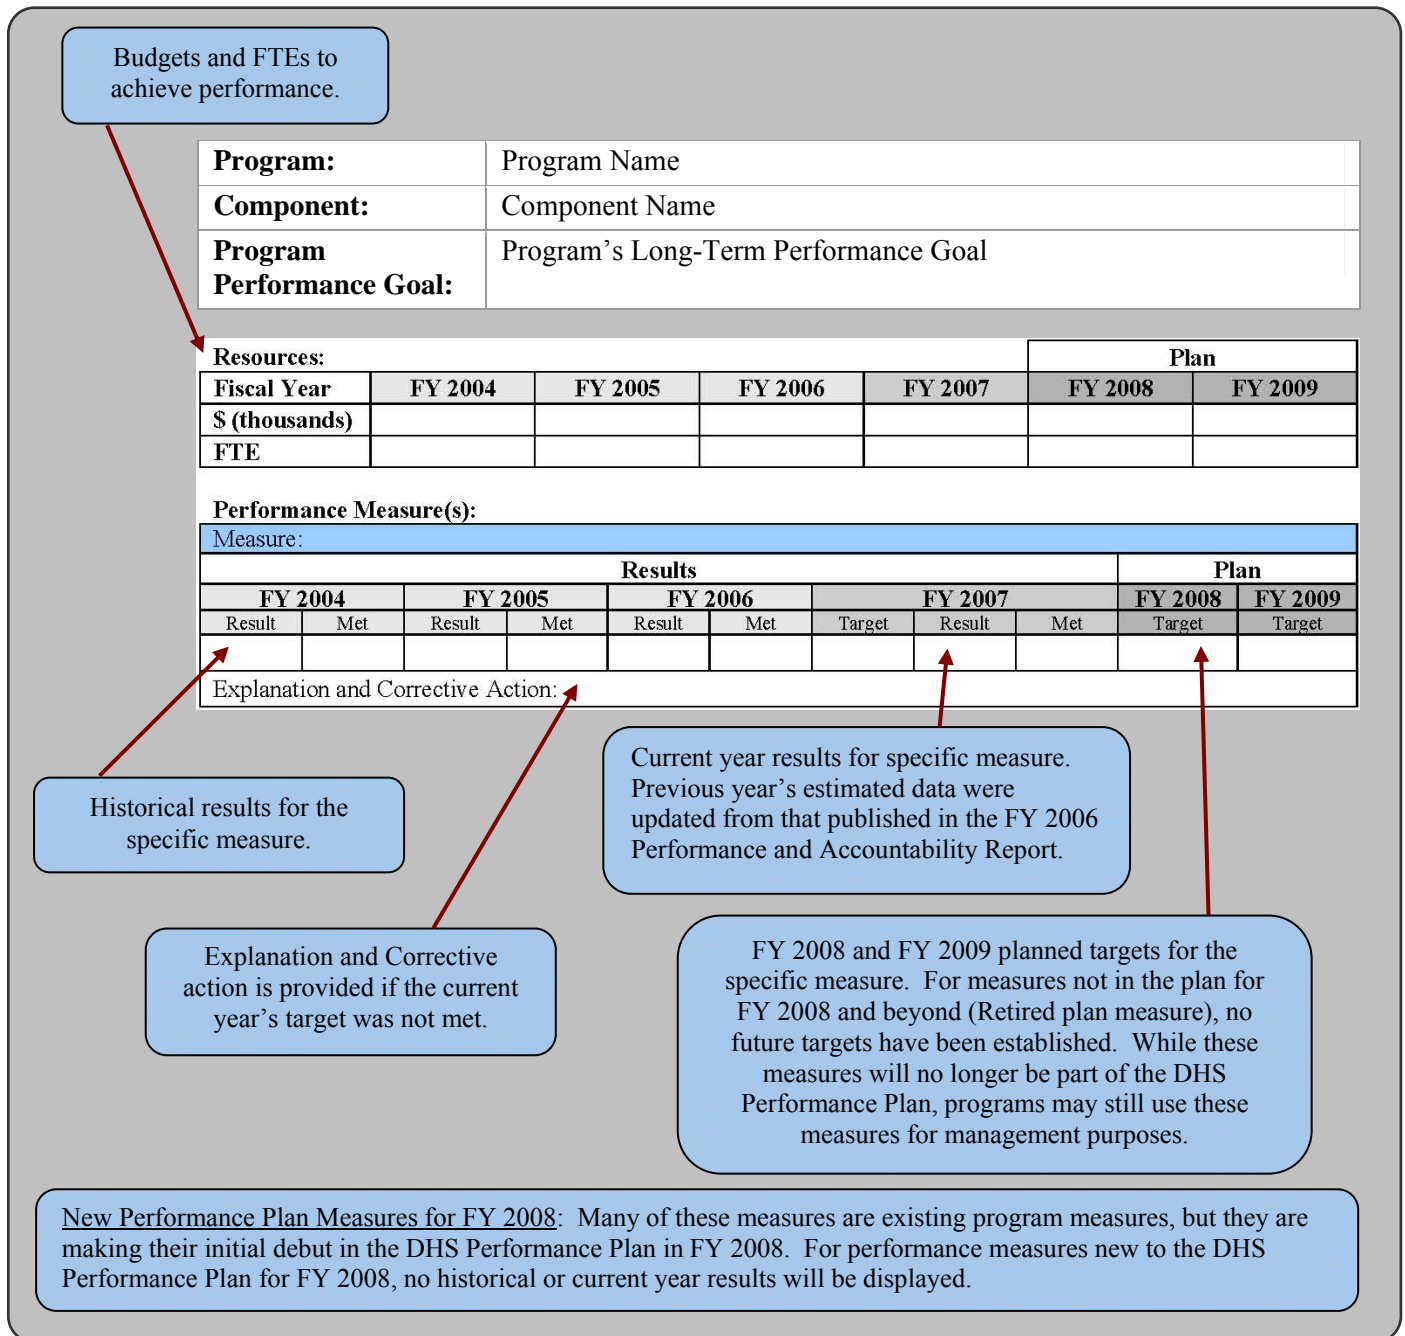 Budgets and FTEs to
achieve performance.
Program: Program Name
Component: Component Name
Program Program’s Long-Term Performance Goal
Performance Goal:
Resources: Plan
Fiscal Year FY 2004 FY 2005 FY 2006 FY 2007 FY 2008 FY 2009
$ (thousands)
FTE
Performance Measure(s):
Measure:
Results Plan
FY 2004 FY 2005 FY 2006 FY 2007 FY 2008 FY 2009
Result Met Result Met Result Met Target Result Met Target Target
Explanation and Corrective Action:
Historical results for the
specific measure.
Current year results for specific measure.
Previous year’s estimated data were
updated from that published in the FY 2006
Performance and Accountability Report.
Explanation and Corrective
action is provided if the current
year’s target was not met.
FY 2008 and FY 2009 planned targets for the
specific measure. For measures not in the plan for
FY 2008 and beyond (Retired plan measure), no
future targets have been established. While these
measures will no longer be part of the DHS
Performance Plan, programs may still use these
measures for management purposes.
New Performance Plan Measures for FY 2008: Many of these measures are existing program measures, but they are
making their initial debut in the DHS Performance Plan in FY 2008. For performance measures new to the DHS
Performance Plan for FY 2008, no historical or current year results will be displayed.